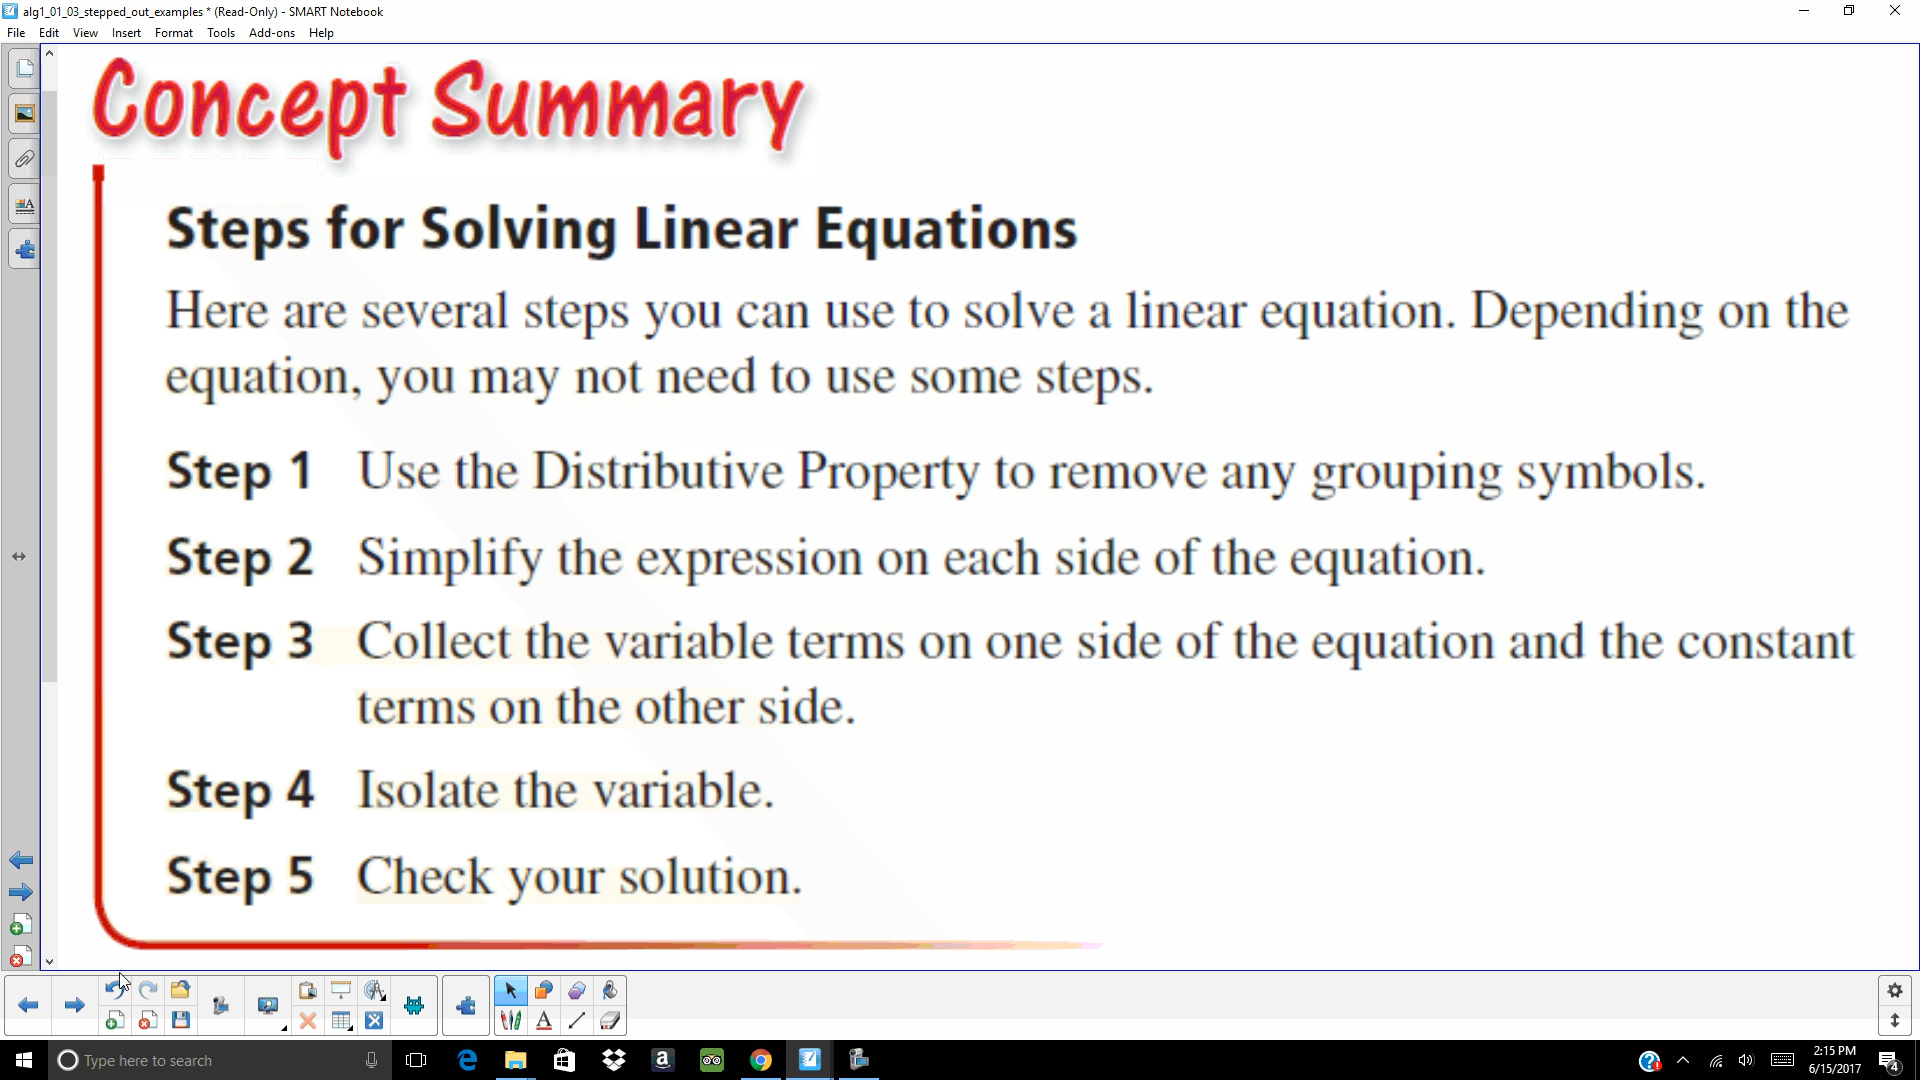 alg1_01_03_stepped_out_examples * (Read-Only) - SMART Notebook
File Edit View Insert Format Tools Add-ons Help
Concept Summary
Steps for Solving Linear Equations
Here are several steps you can use to solve a linear equation. Depending on the
equation, you may not need to use some steps.
Step 1 Use the Distributive Property to remove any grouping symbols.
Step 2 Simplify the expression on each side of the equation.
Step 3 Collect the variable terms on one side of the equation and the constant
terms on the other side.
Step 4 Isolate the variable.
Step 5 Check your solution.
Type here to search
2:15 PM
6/15/2017
4